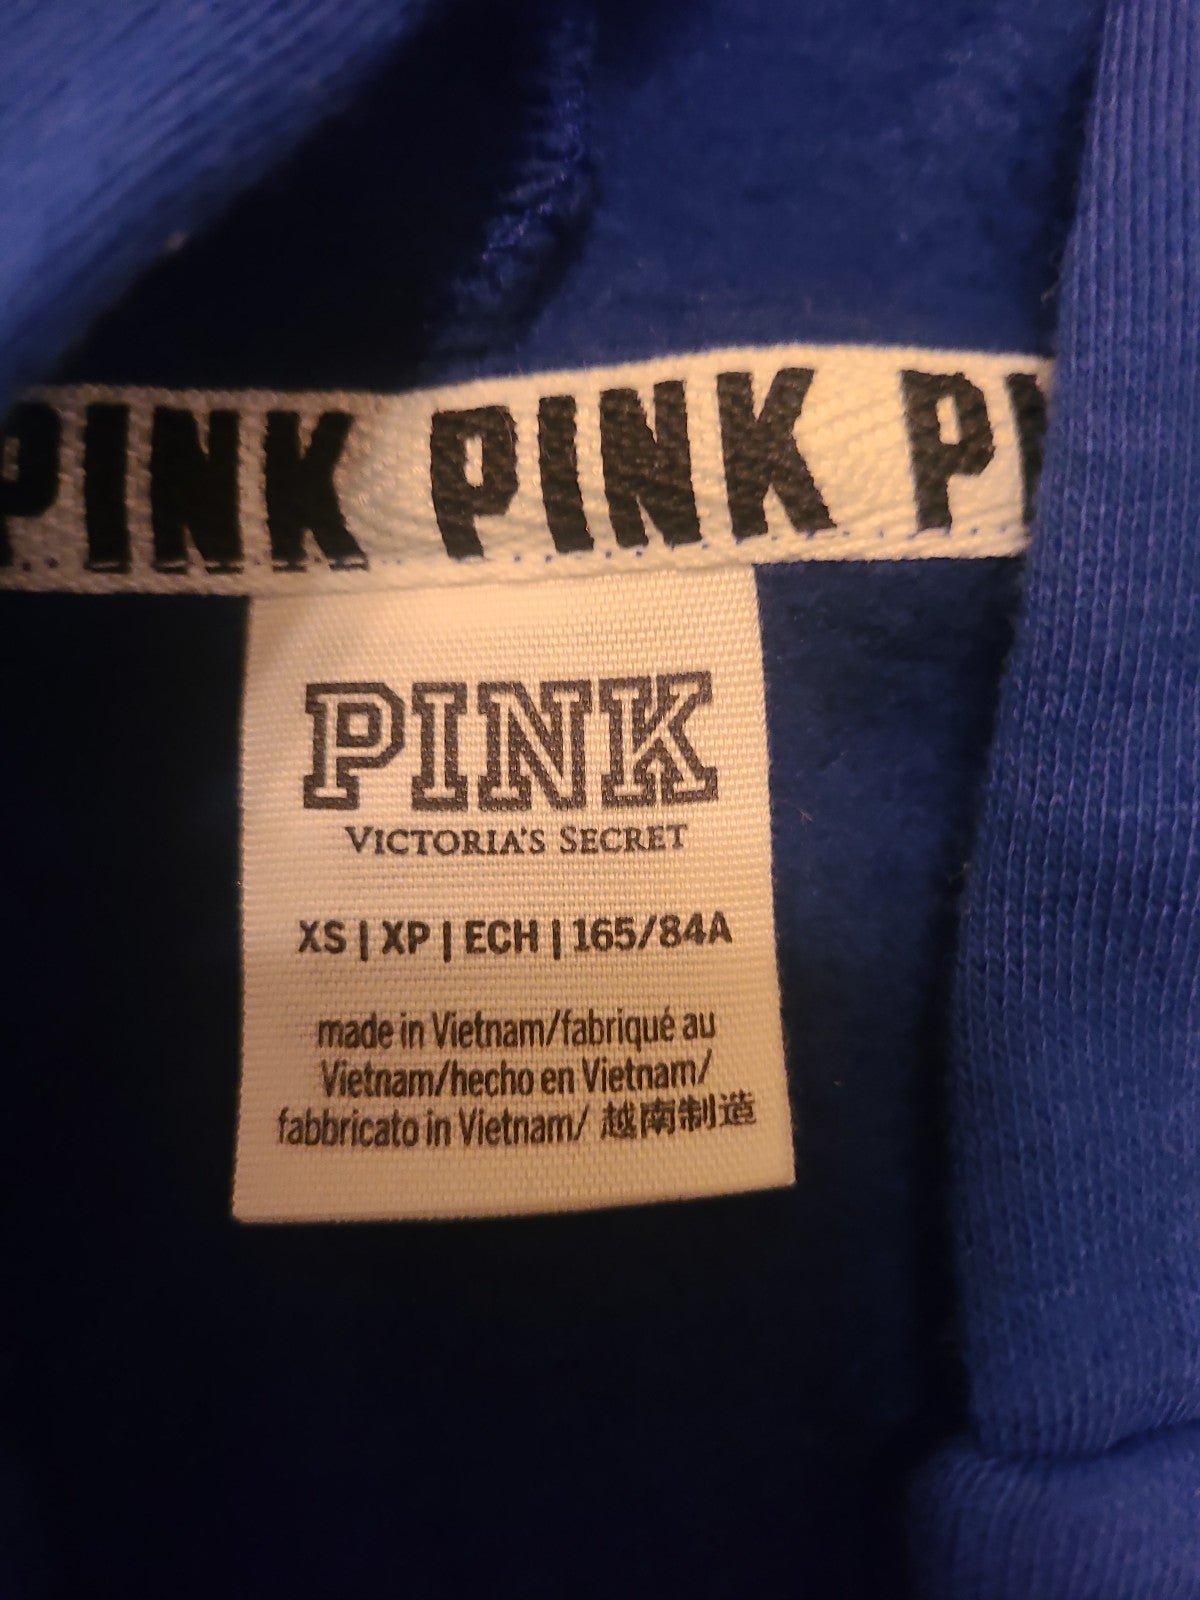 PINK PINK PI
PINK
VICTORIA'S SECRET
XS | XP | ECH | 165/84A
made in Vietnam/fabriqué au
Vietnam/hecho en Vietnam/
fabbricato in Vietnam/ 越南制造